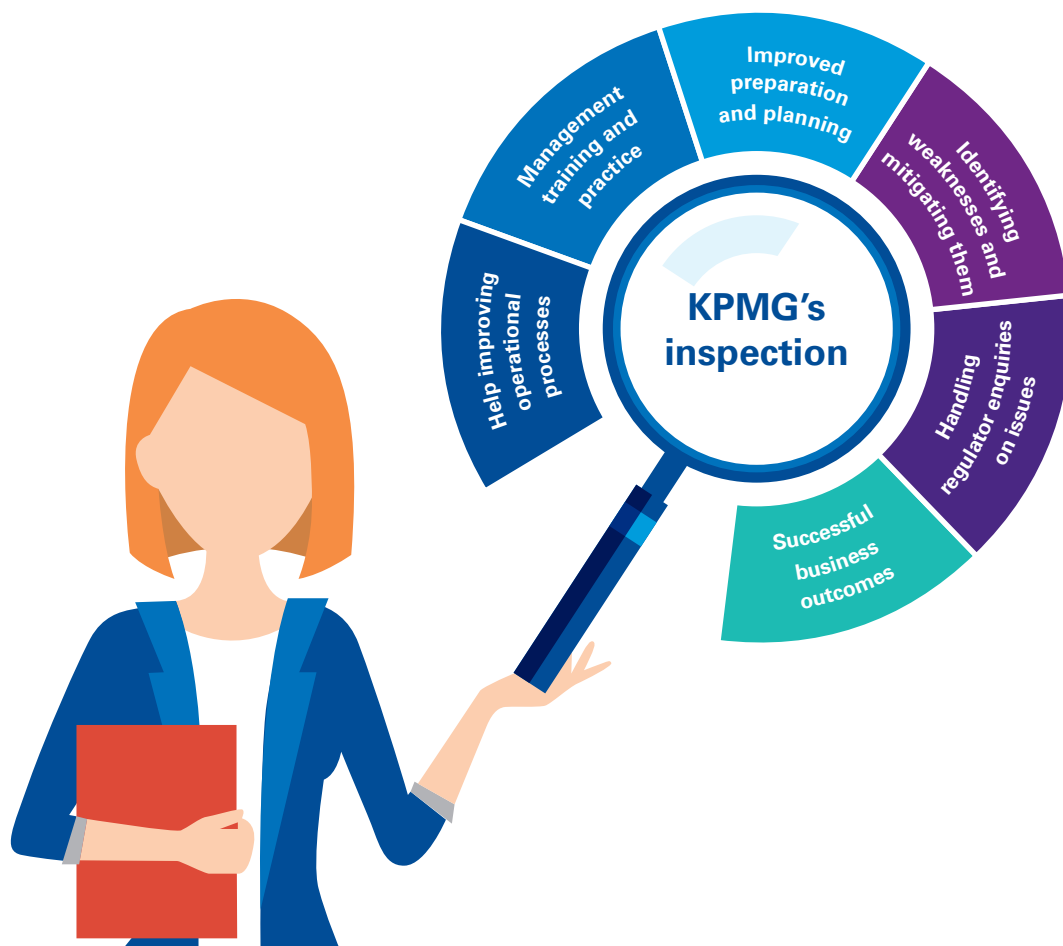 Help improving
operational
processes
Management
training and
practice
Improved
preparation
and planning
Identifying
weaknesses and
mitigating them
Handling
regulator enquiries
on issues
Successful
business
outcomes
KPMG's
inspection